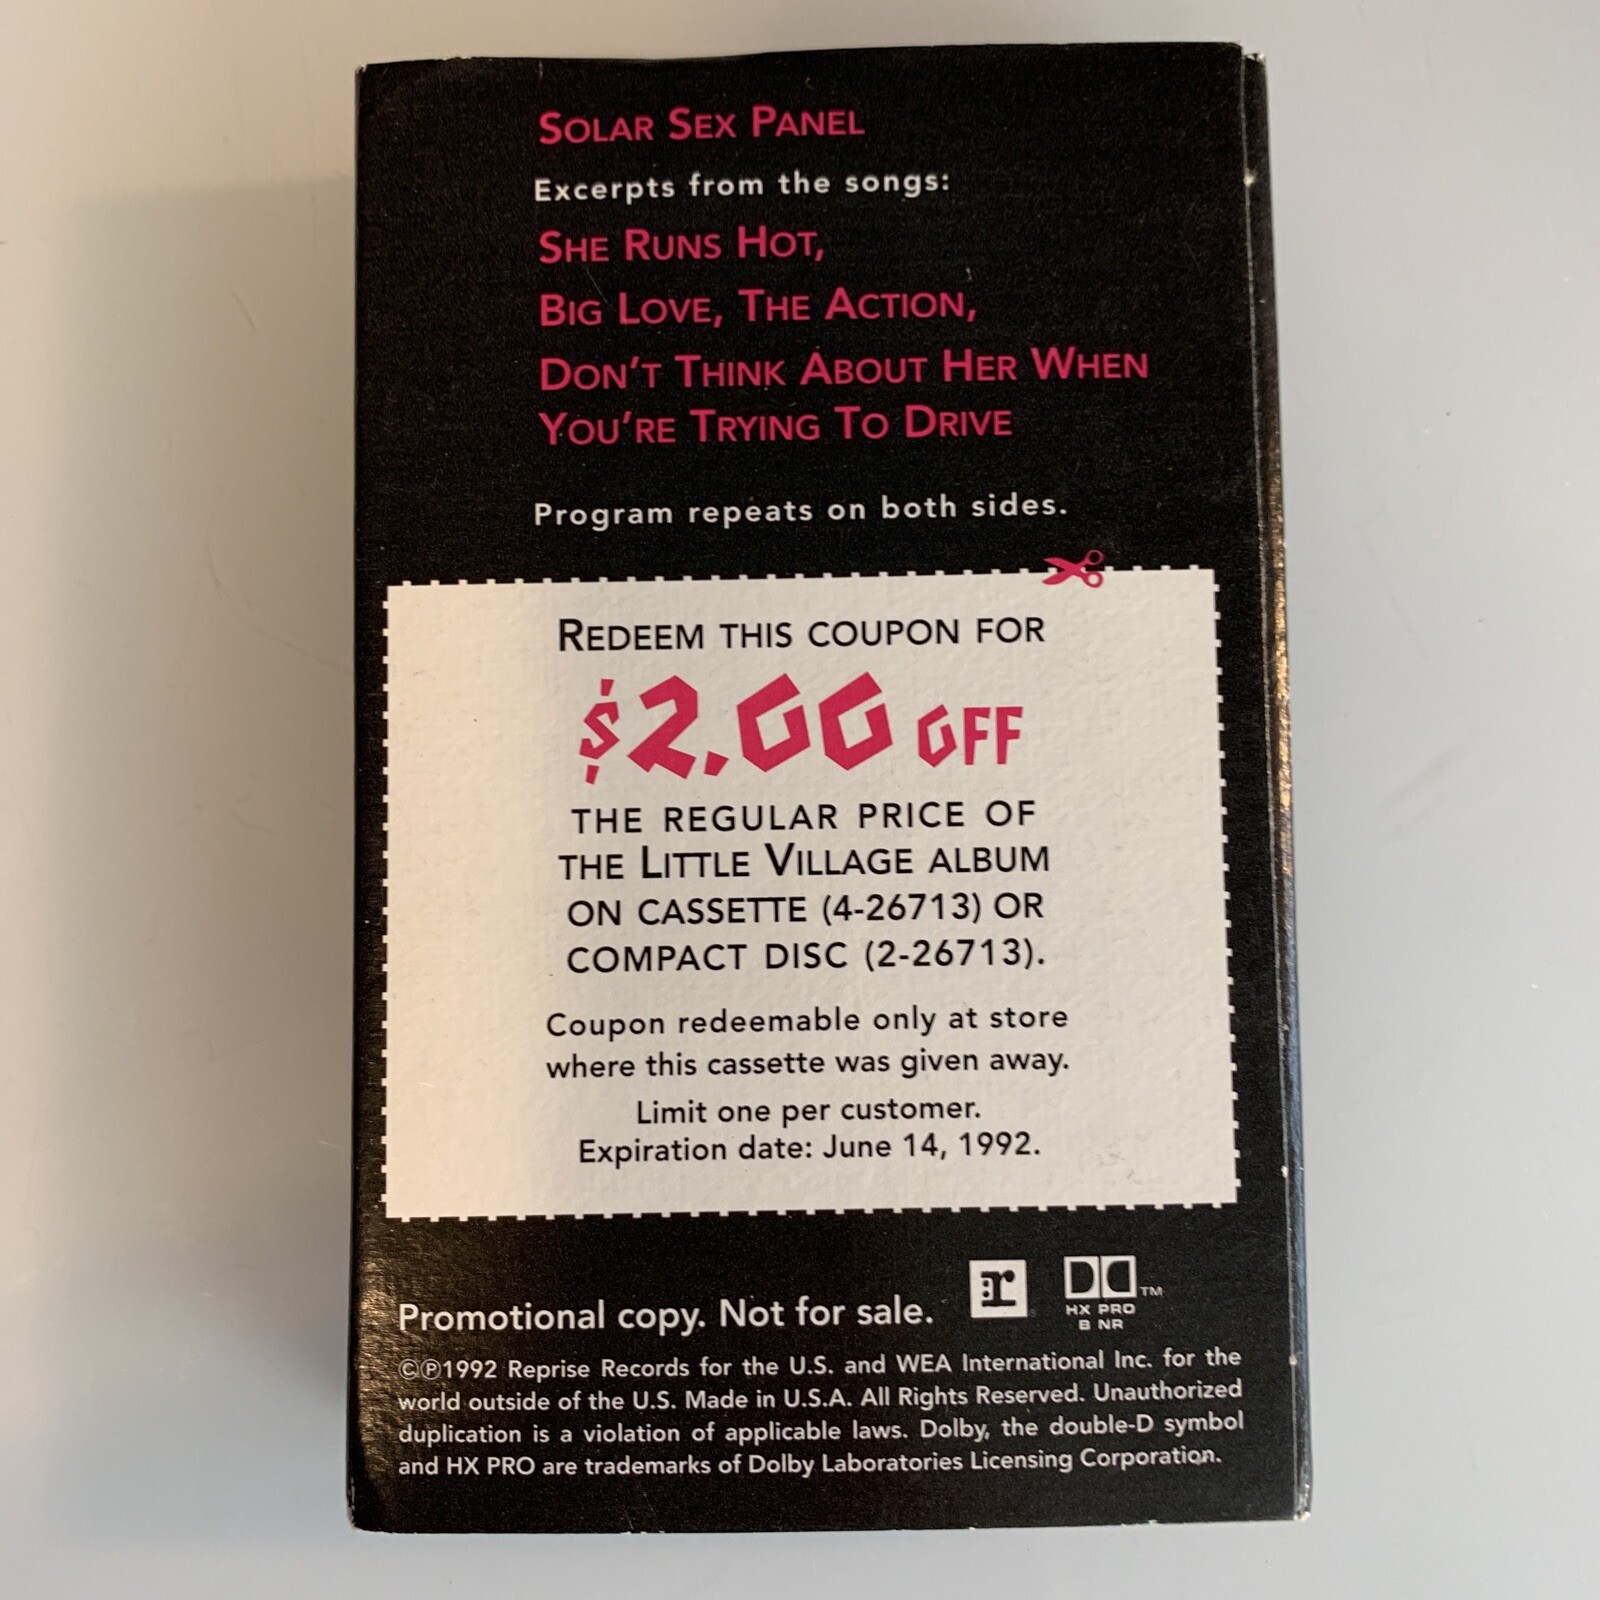 SOLAR SEX PANEL
Excerpts from the songs:
SHE RUNS HOT,
BIG LOVE, THE ACTION,
DON'T THINK ABOUT HER WHEN
YOU'RE TRYING TO DRIVE
Program repeats on both sides.
REDEEM THIS COUPON FOR
$2.00 OFF
THE REGULAR PRICE OF
THE LITTLE VILLAGE ALBUM
ON CASSETTE (4-26713) OR
COMPACT DISC (2-26713).
Coupon redeemable only at store
where this cassette was given away.
Limit one per customer.
Expiration date: June 14, 1992.
Promotional copy. Not for sale.
:r
TM
HX PRO
B NR
©℗1992 Reprise Records for the U.S. and WEA International Inc. for the
world outside of the U.S. Made in U.S.A. All Rights Reserved. Unauthorized
duplication is a violation of applicable laws. Dolby, the double-D symbol
and HX PRO are trademarks of Dolby Laboratories Licensing Corporation.